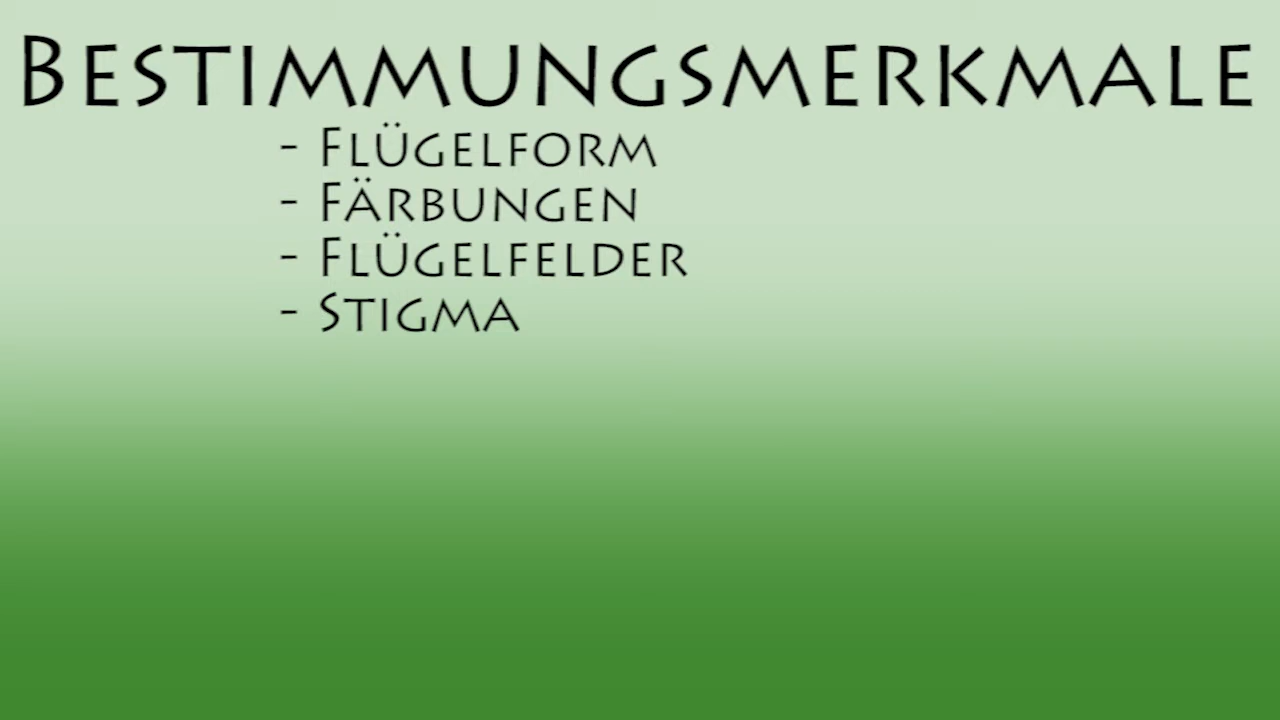 Bestimmungsmerkmale
- Flügelform
- Färbungen
- Flügelfelder
- Stigma